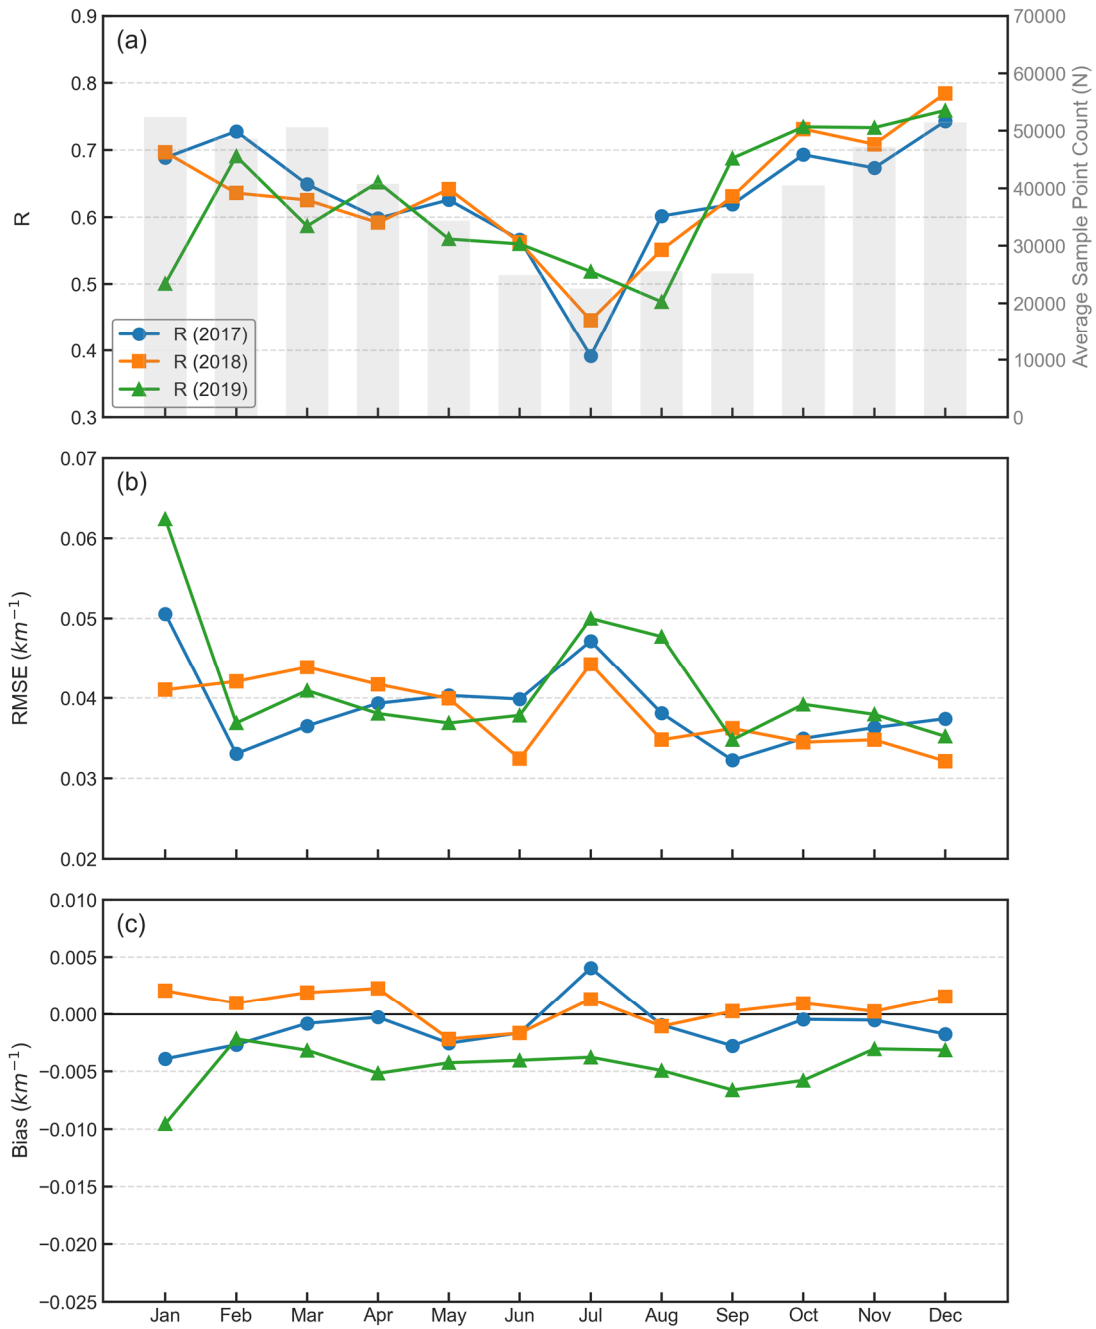 (a)
R
0.9
0.8
0.7
0.6
0.5
0.4
0.3
R (2017)
R (2018)
R (2019)
70000
60000
50000
40000
30000
20000
10000
0
Average Sample Point Count (N)
(b)
RMSE (km⁻¹)
0.07
0.06
0.05
0.04
0.03
0.02
(c)
Bias (km⁻¹)
0.010
0.005
0.000
−0.005
−0.010
−0.015
−0.020
−0.025
Jan Feb Mar Apr May Jun Jul Aug Sep Oct Nov Dec